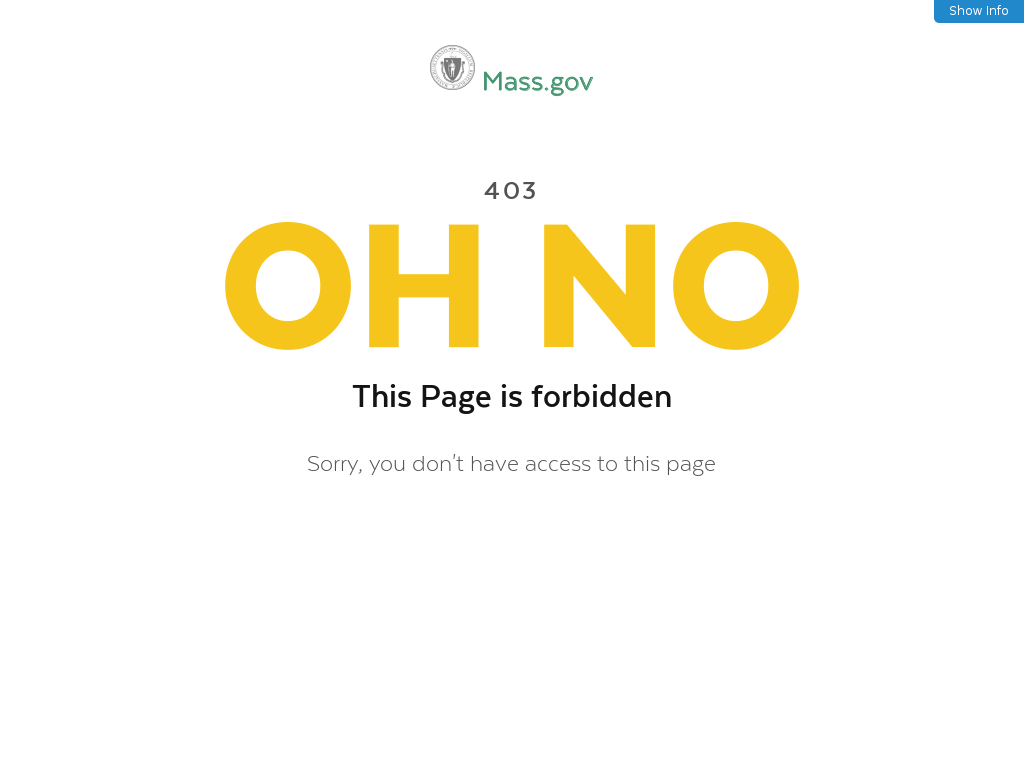 Show Info
Mass.gov
403
OH NO
This Page is forbidden
Sorry, you don't have access to this page